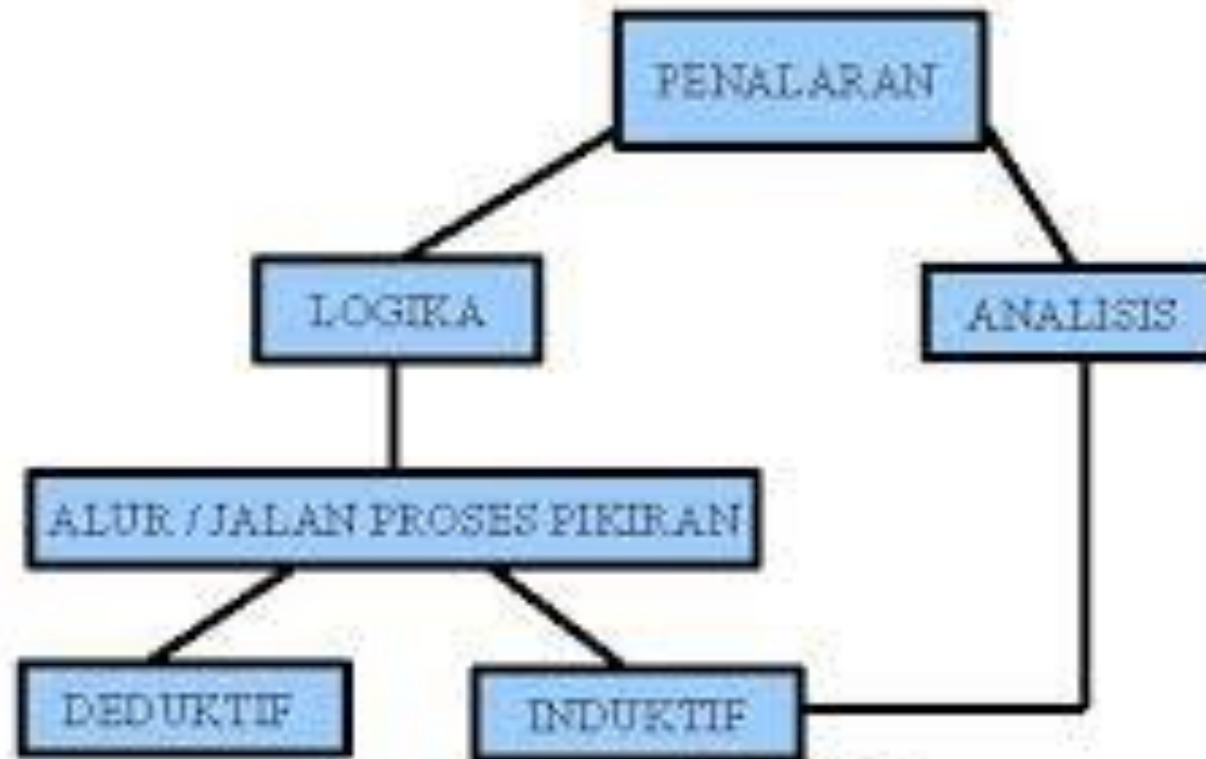 PENALARAN
LOGIKA
ANALISIS
ALUR / JALAN PROSES PIKIRAN
DEDUKTIF
INDUKTIF